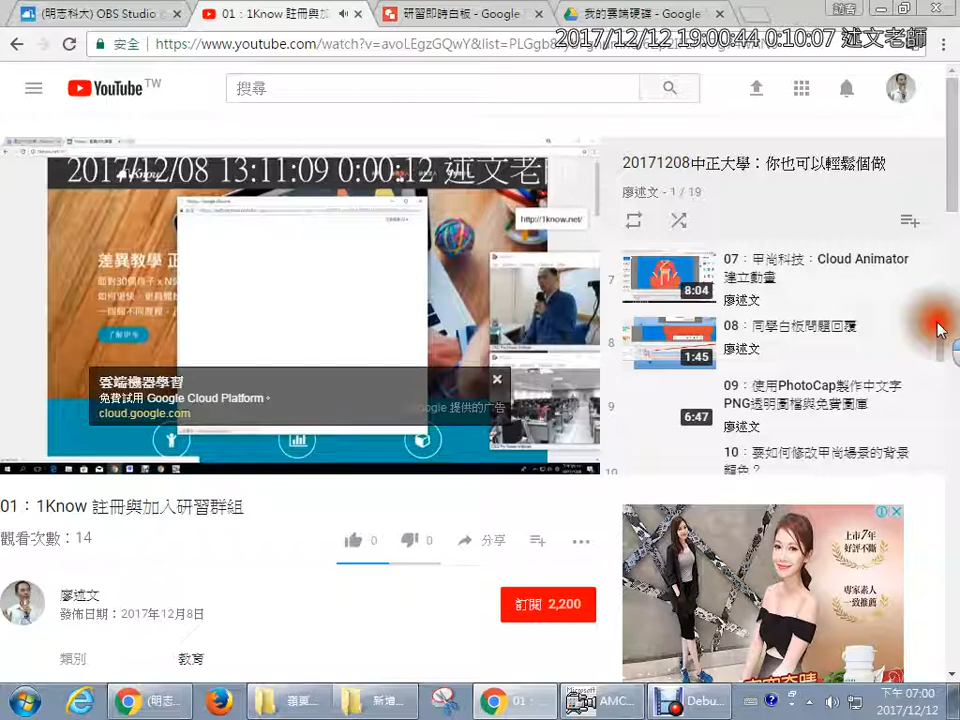 (明志科大) OBS Studio
01：1Know 註冊與加
研習即時白板 - Google
我的雲端硬碟 - Google
訪客
安全
https://www.youtube.com/watch?v=avoLEgzGQwY&list=PLGgb8
2017/12/12 19:00:44 0:10:07 述文老師
YouTube TW
搜尋
2017/12/08 13:11:09 0:00:12 述文老師
http://1know.net/
差異教學 正
了解更多
雲端機器學習
免費試用 Google Cloud Platform。
cloud.google.com
Google 提供的广告
20171208中正大學：你也可以輕鬆個做
廖述文 - 1 / 19
7
8:04
07：甲尚科技：Cloud Animator
建立動畫
廖述文
8
1:45
08：同學白板問題回覆
廖述文
9
6:47
09：使用PhotoCap製作中文字
PNG透明圖檔與免費圖庫
廖述文
10
10：要如何修改甲尚場景的背景
顏色？
01：1Know 註冊與加入研習群組
觀看次數：14
0
0
分享
廖述文
發佈日期：2017年12月8日
訂閱 2,200
類別
教育
上市7年
好評不斷
專家素人
一致推薦
(明志...
新增...
01：...
Microsoft
AMC...
Debu...
下午 07:00
2017/12/12